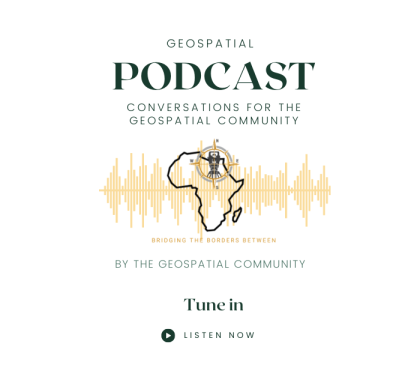 GEOSPATIAL
PODCAST
CONVERSATIONS FOR THE
GEOSPATIAL COMMUNITY
BRIDGING THE BORDERS BETWEEN
BY THE GEOSPATIAL COMMUNITY
Tune in
LISTEN NOW